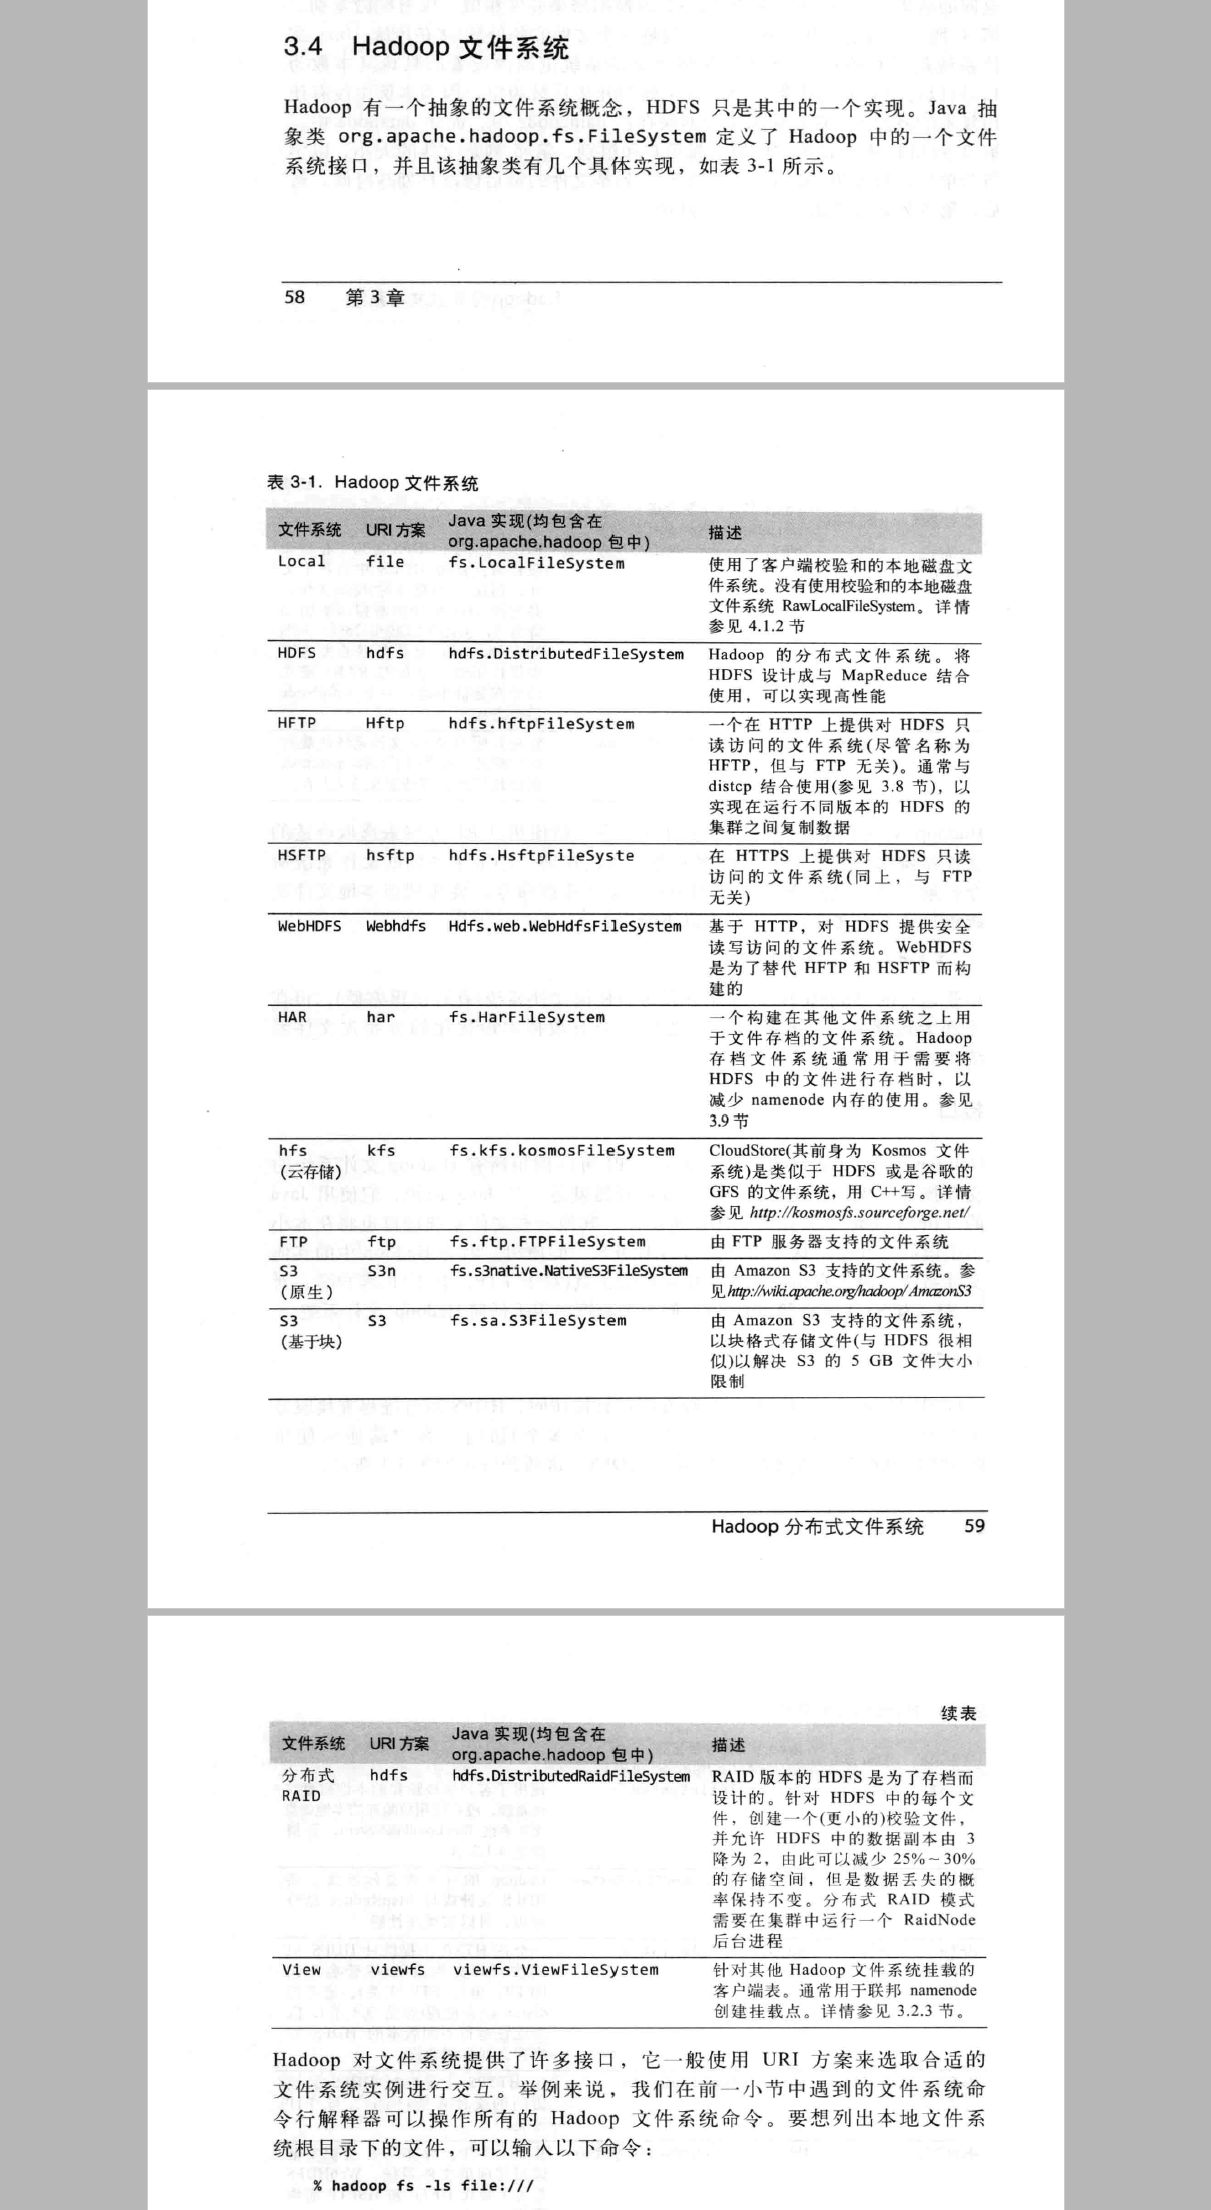 3.4 Hadoop 文件系统
Hadoop 有一个抽象的文件系统概念，HDFS 只是其中的一个实现。Java 抽
象类 org.apache.hadoop.fs.FileSystem 定义了 Hadoop 中的一个文件
系统接口，并且该抽象类有几个具体实现，如表 3-1 所示。
58 第 3 章
表 3-1. Hadoop 文件系统
文件系统 URI 方案 Java 实现(均包含在 描述
org.apache.hadoop 包中)
Local file fs.LocalFileSystem 使用了客户端校验和的本地磁盘文
件系统。没有使用校验和的本地磁盘
文件系统 RawLocalFileSystem。详情
参见 4.1.2 节
HDFS hdfs hdfs.DistributedFileSystem Hadoop 的分布式文件系统。将
HDFS 设计成与 MapReduce 结合
使用，可以实现高性能
HFTP Hftp hdfs.hftpFileSystem 一个在 HTTP 上提供对 HDFS 只
读访问的文件系统(尽管名称为
HFTP，但与 FTP 无关)。通常与
distcp 结合使用(参见 3.8 节)，以
实现在运行不同版本的 HDFS 的
集群之间复制数据
HSFTP hsftp hdfs.HsftpFileSyste 在 HTTPS 上提供对 HDFS 只读
访问的文件系统(同上，与 FTP
无关)
WebHDFS Webhdfs Hdfs.web.WebHdfsFileSystem 基于 HTTP，对 HDFS 提供安全
读写访问的文件系统。WebHDFS
是为了替代 HFTP 和 HSFTP 而构
建的
HAR har fs.HarFileSystem 一个构建在其他文件系统之上用
于文件存档的文件系统。Hadoop
存档文件系统通常用于需要将
HDFS 中的文件进行存档时，以
减少 namenode 内存的使用。参见
3.9 节
hfs kfs fs.kfs.kosmosFileSystem CloudStore(其前身为 Kosmos 文件
(云存储) 系统)是类似于 HDFS 或是谷歌的
GFS 的文件系统，用 C++写。详情
参见 http://kosmosfs.sourceforge.net/
FTP ftp fs.ftp.FTPFileSystem 由 FTP 服务器支持的文件系统
S3 S3n fs.s3native.NativeS3FileSystem 由 Amazon S3 支持的文件系统。参
(原生) 见 http://wiki.apache.org/hadoop/AmazonS3
S3 S3 fs.sa.S3FileSystem 由 Amazon S3 支持的文件系统，
(基于块) 以块格式存储文件(与 HDFS 很相
似)以解决 S3 的 5 GB 文件大小
限制
Hadoop 分布式文件系统 59
续表
文件系统 URI 方案 Java 实现(均包含在 描述
org.apache.hadoop 包中)
分布式 hdfs hdfs.DistributedRaidFileSystem RAID 版本的 HDFS 是为了存档而
RAID 设计的。针对 HDFS 中的每个文
件，创建一个(更小的)校验文件，
并允许 HDFS 中的数据副本由 3
降为 2，由此可以减少 25%～30%
的存储空间，但是数据丢失的概
率保持不变。分布式 RAID 模式
需要在集群中运行一个 RaidNode
后台进程
View viewfs viewfs.ViewFileSystem 针对其他 Hadoop 文件系统挂载的
客户端表。通常用于联邦 namenode
创建挂载点。详情参见 3.2.3 节。
Hadoop 对文件系统提供了许多接口，它一般使用 URI 方案来选取合适的
文件系统实例进行交互。举例来说，我们在前一小节中遇到的文件系统命
令行解释器可以操作所有的 Hadoop 文件系统命令。要想列出本地文件系
统根目录下的文件，可以输入以下命令：
% hadoop fs -ls file:///